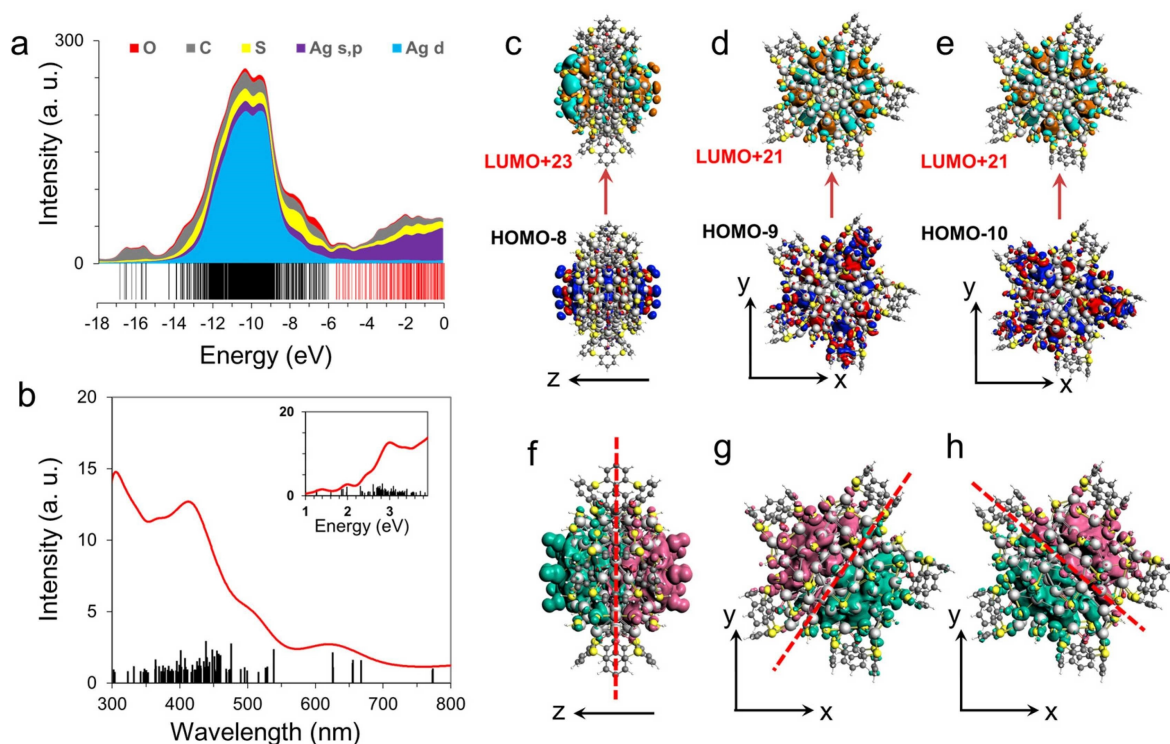 a
300
O C S Ag s,p Ag d
Intensity (a. u.)
0
-18 -16 -14 -12 -10 -8 -6 -4 -2 0
Energy (eV)
b
20
15
10
5
0
Intensity (a. u.)
300 400 500 600 700 800
Wavelength (nm)
20
0
Intensity (a. u.)
1 2 3
Energy (eV)
c
LUMO+23
HOMO-8
z
d
LUMO+21
HOMO-9
y
x
e
LUMO+21
HOMO-10
y
x
f
z
g
y
x
h
y
x